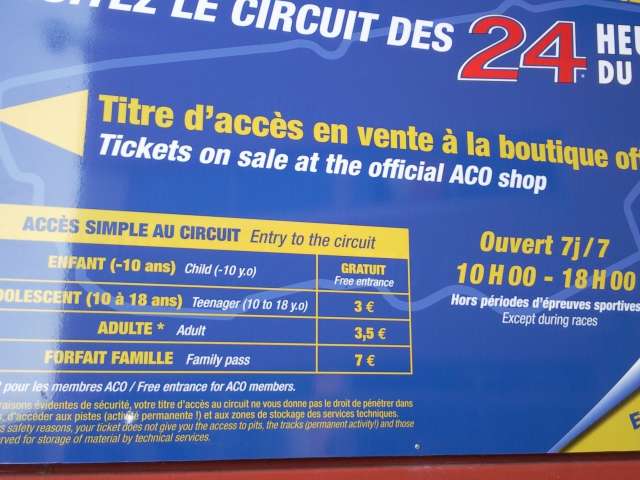 LE CIRCUIT DES 24
DU
Titre d'accès en vente à la boutique
Tickets on sale at the official ACO shop
ACCÈS SIMPLE AU CIRCUIT Entry to the circuit
ENFANT (-10 ans) Child (-10 y.o) GRATUIT
Free entrance
(10 à 18 ans) Teenager (10 to 18 y.o) 3 €
ADULTE * Adult 3,5 €
FORFAIT FAMILLE Family pass 7 €
Ouvert 7j/7
10 H 00 - 18 H 00
Hors périodes d'épreuves sportives
Except during races
pour les membres ACO / Free entrance for ACO members.
raisons évidentes de sécurité, votre titre d'accès au circuit ne vous donne pas le droit de pénétrer dans
d'accéder aux pistes (activité permanente !) et aux zones de stockage des services techniques.
safety reasons, your ticket does not give you the access to pits, the tracks (permanent activity!) and those
for storage of material by technical services.